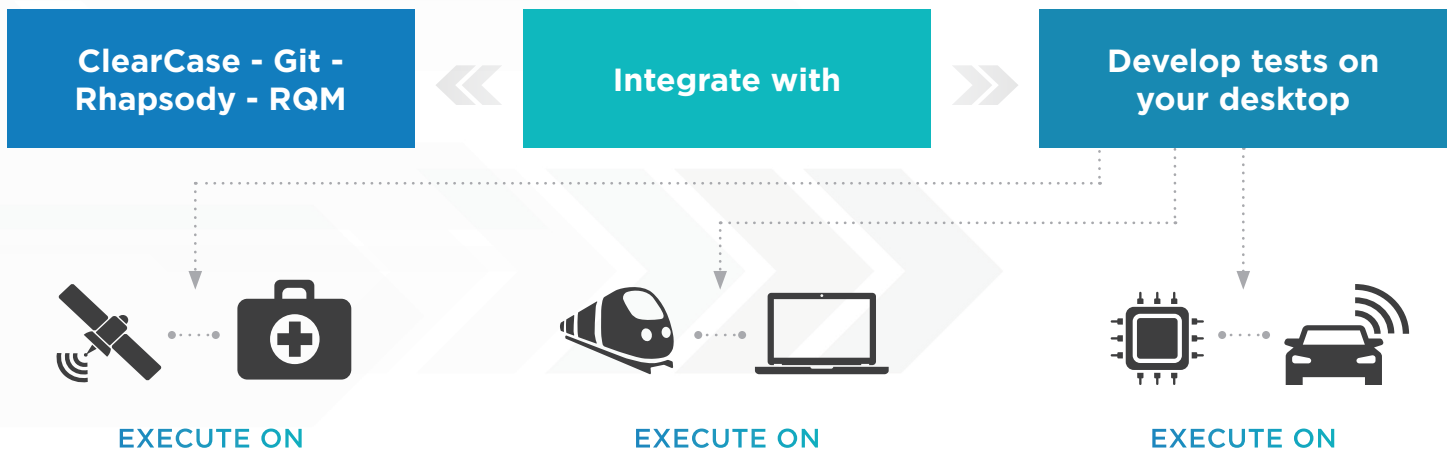 ClearCase - Git -
Rhapsody - RQM
Integrate with
Develop tests on
your desktop
EXECUTE ON
EXECUTE ON
EXECUTE ON